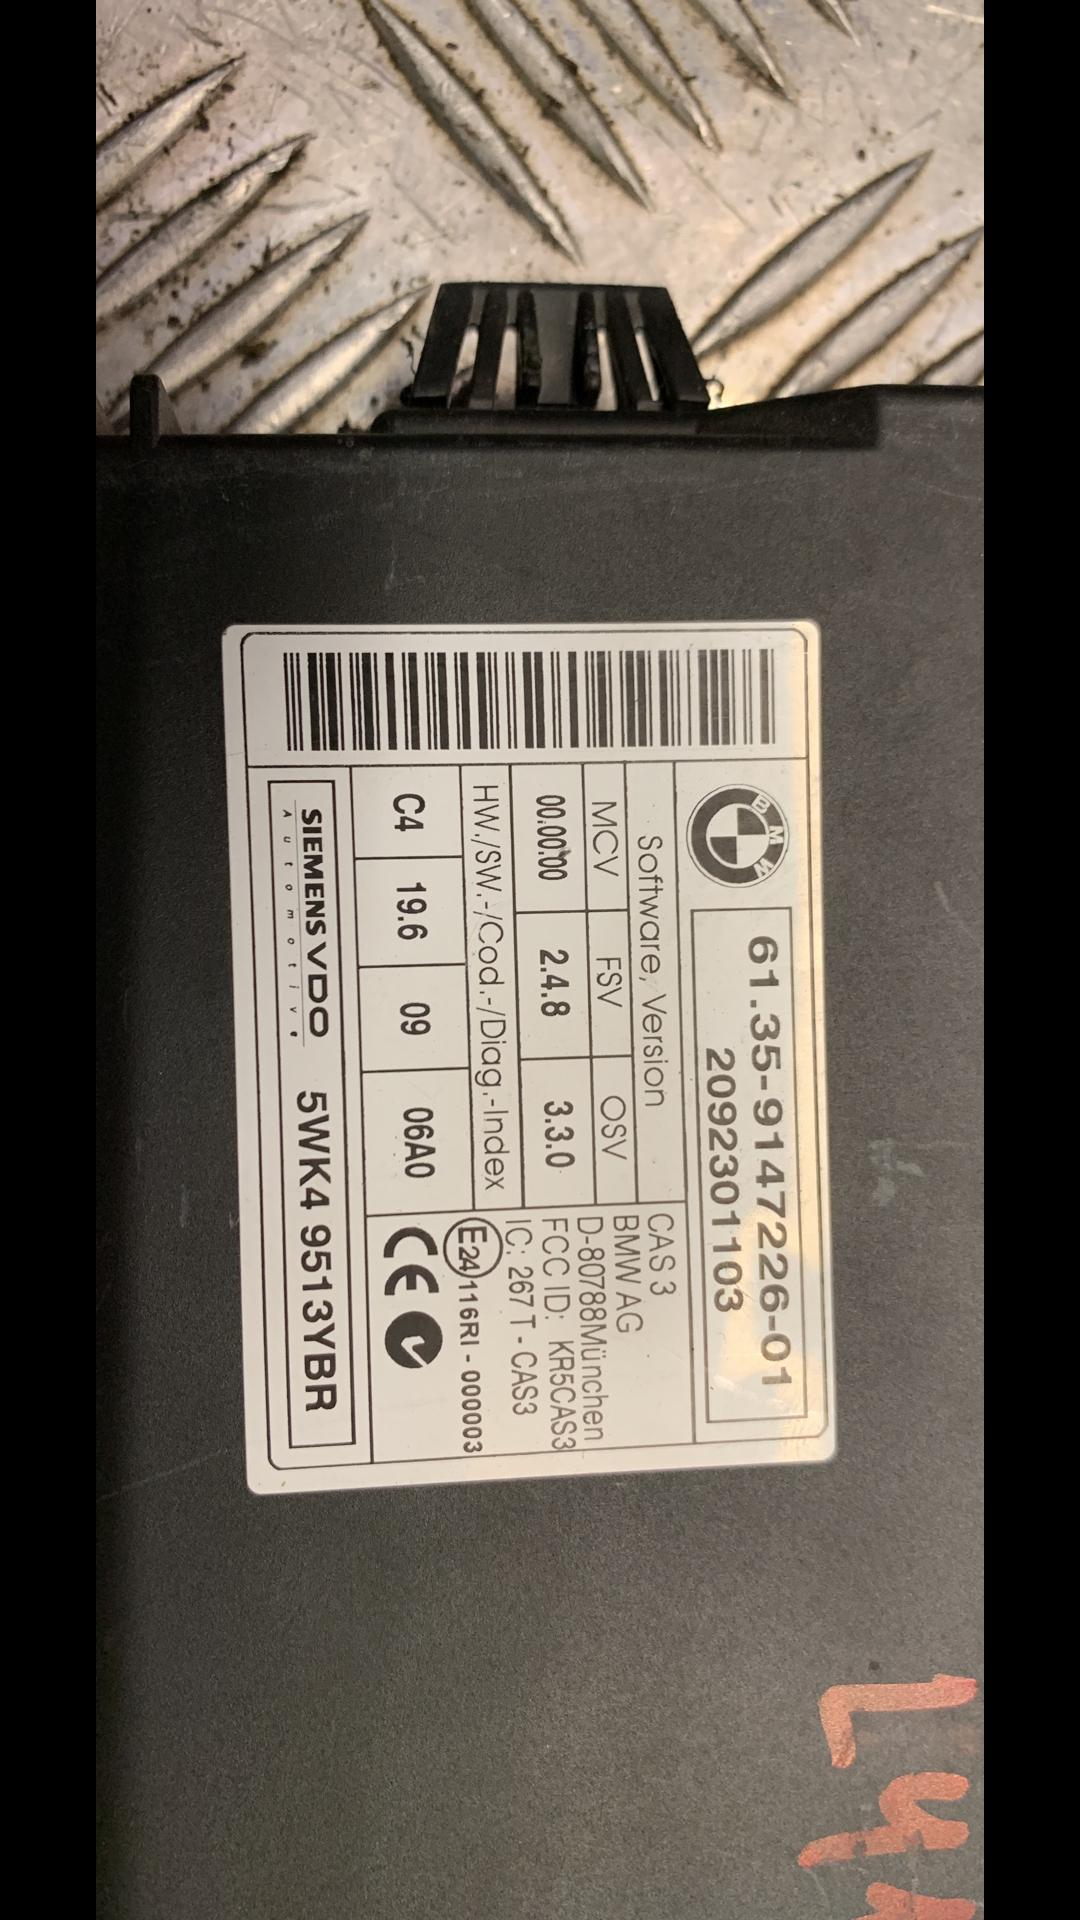 BMW
61.35-9147226-01
2092301103
Software, Version
MCV FSV OSV
00.00.00 2.4.8 3.3.0
HW./SW.-/Cod.-/Diag.-Index
C4 19.6 09 06A0
CAS 3
BMW AG
D-80788München
FCC ID: KR5CAS3
IC: 267 T - CAS3
E24 116RI - 000003
CE
SIEMENS VDO 5WK4 9513YBR
Automotive